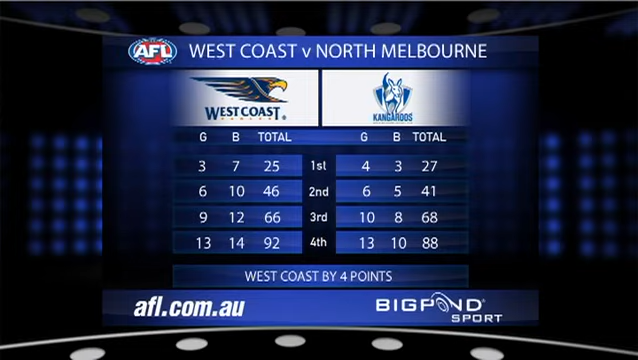 AFL WEST COAST v NORTH MELBOURNE
WEST COAST KANGAROOS
G B TOTAL G B TOTAL
3 7 25 1st 4 3 27
6 10 46 2nd 6 5 41
9 12 66 3rd 10 8 68
13 14 92 4th 13 10 88
WEST COAST BY 4 POINTS
afl.com.au BIGPOND®
SPORT